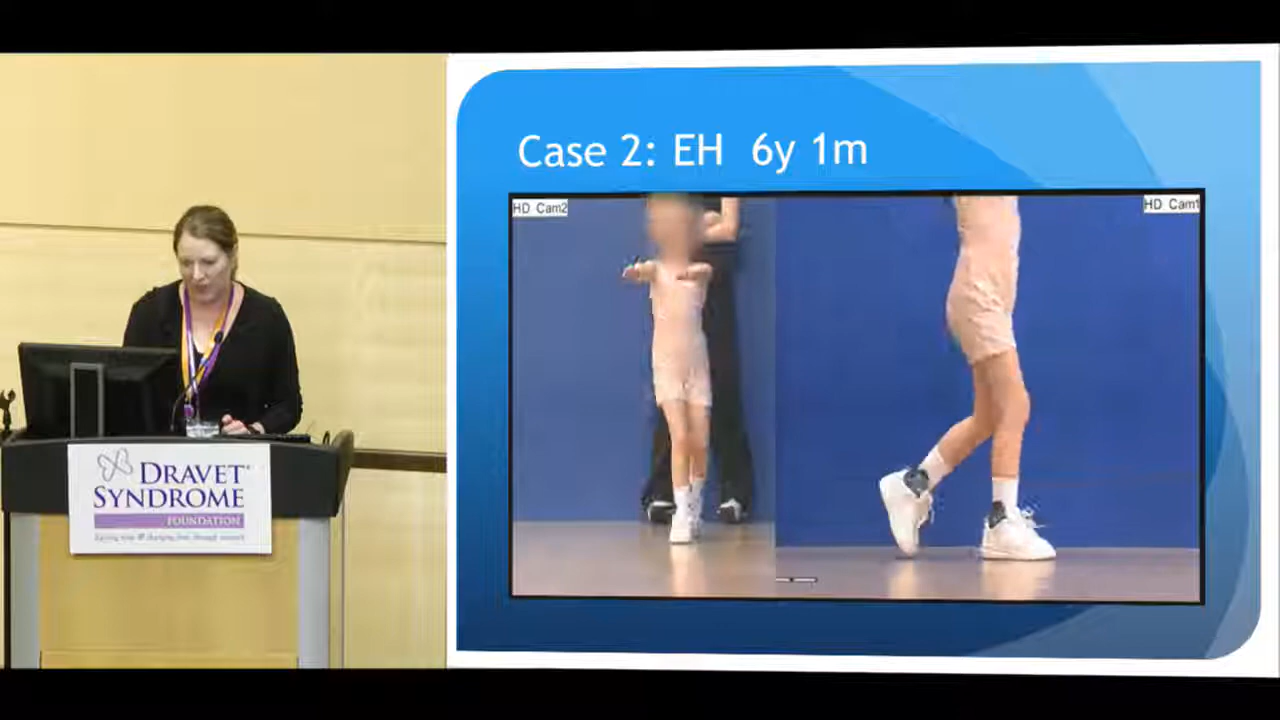 Case 2: EH 6y 1m
HD Cam2
HD Cam1
DRAVET
SYNDROME
FOUNDATION